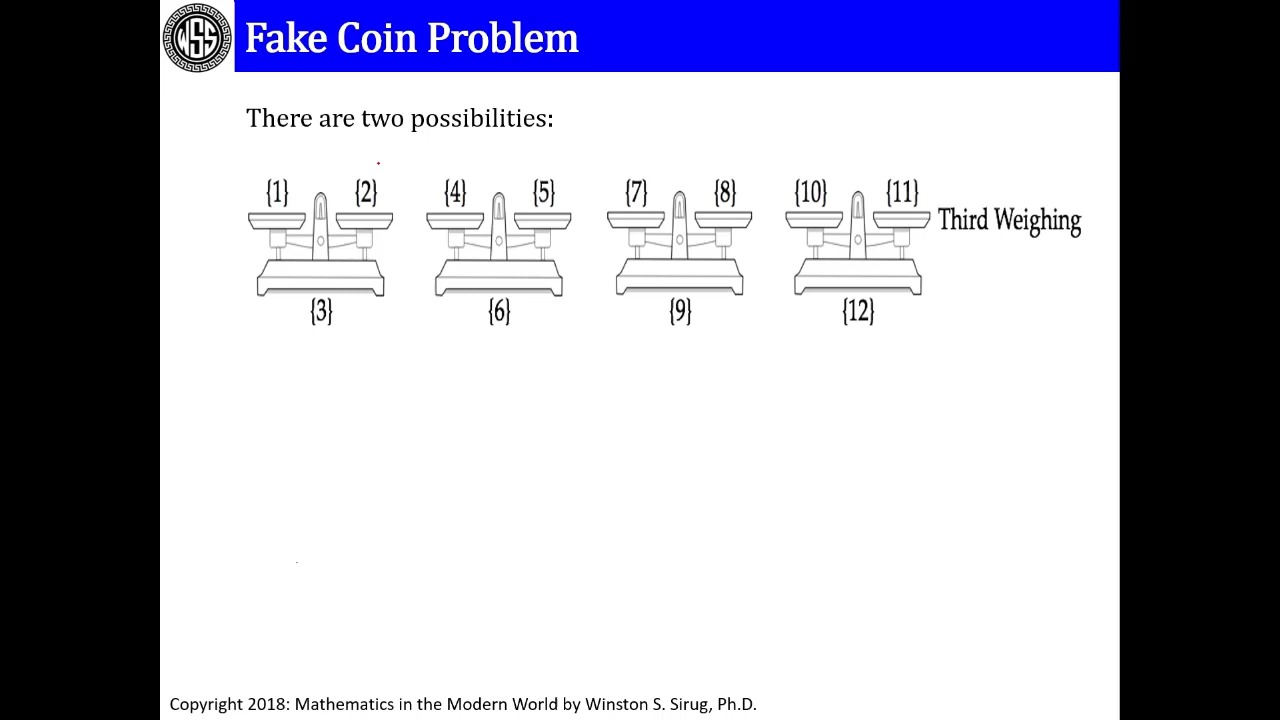 WSS
Fake Coin Problem
There are two possibilities:
{1} {2} {4} {5} {7} {8} {10} {11}
Third Weighing
{3} {6} {9} {12}
Copyright 2018: Mathematics in the Modern World by Winston S. Sirug, Ph.D.